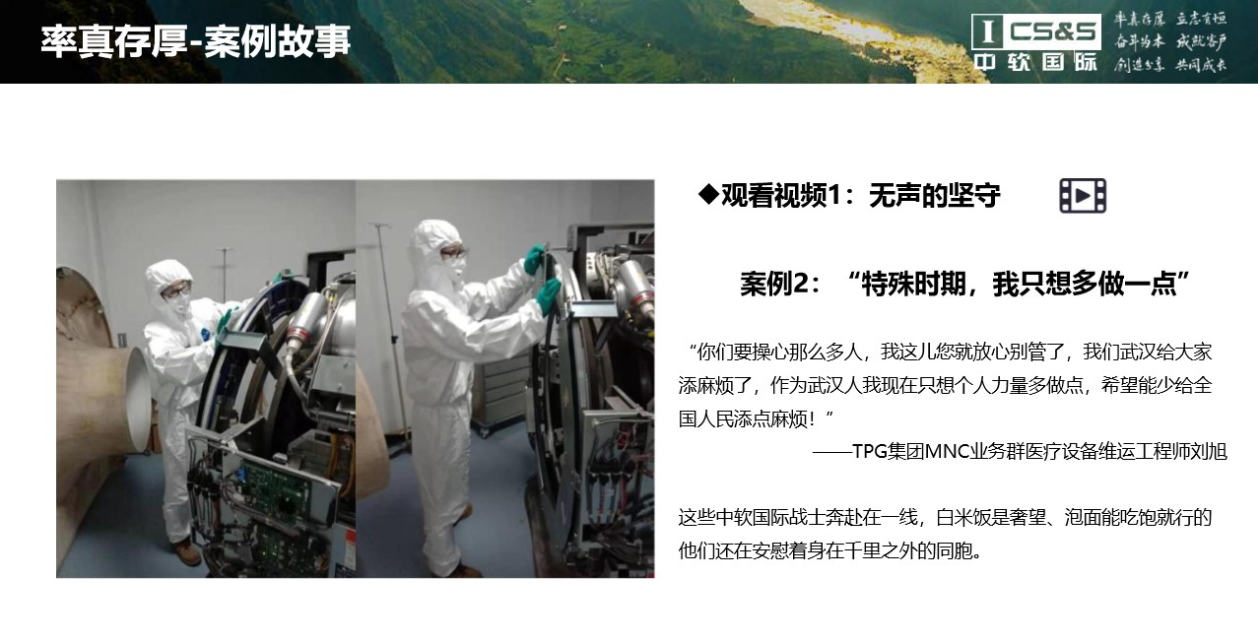 率真存厚-案例故事
I CS&S
中软国际
率真存厚 立志有恒
奋斗为本 成就客户
创造分享 共同成长
◆观看视频1：无声的坚守
案例2：“特殊时期，我只想多做一点”
“你们要操心那么多人，我这儿您就放心别管了，我们武汉给大家
添麻烦了，作为武汉人我现在只想个人力量多做点，希望能少给全
国人民添点麻烦！”
——TPG集团MNC业务群医疗设备维运工程师刘旭
这些中软国际战士奔赴在一线，白米饭是奢望、泡面能吃饱就行的
他们还在安慰着身在千里之外的同胞。